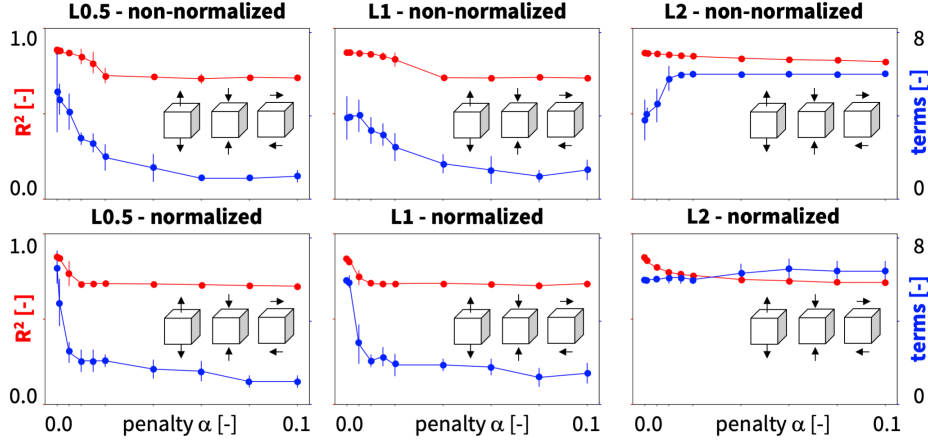 L0.5 - non-normalized
L1 - non-normalized
L2 - non-normalized
1.0
R² [-]
0.0
8
terms [-]
0
L0.5 - normalized
L1 - normalized
L2 - normalized
1.0
R² [-]
0.0
8
terms [-]
0
0.0 penalty α [-] 0.1
0.0 penalty α [-] 0.1
0.0 penalty α [-] 0.1